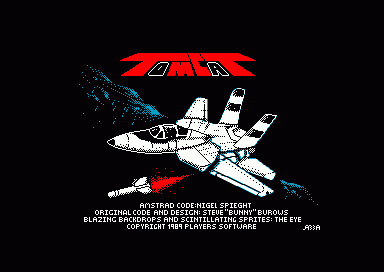 TOMCAT
AMSTRAD CODE:NIGEL SPIEGHT
ORIGINAL CODE AND DESIGN: STEVE "BUNNY" BUROWS
BLAZING BACKDROPS AND SCINTILLATING SPRITES: THE EYE
COPYRIGHT 1989 PLAYERS SOFTWARE